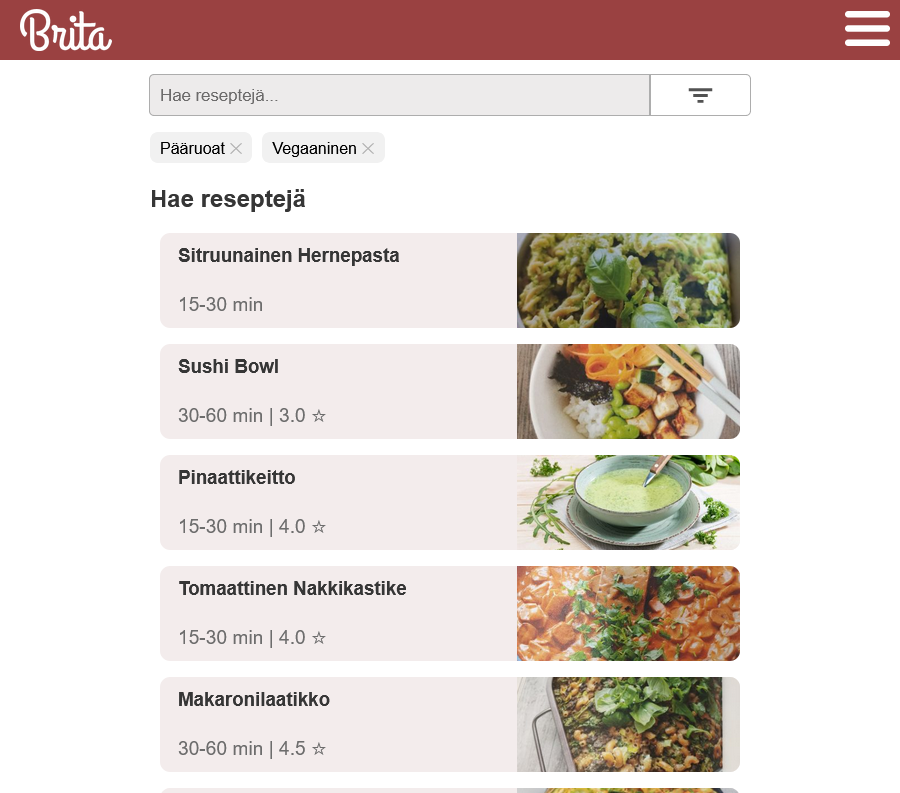 Brita
Hae reseptejä...
Pääruoat
Vegaaninen
Hae reseptejä
Sitruunainen Hernepasta
15-30 min
Sushi Bowl
30-60 min | 3.0 ☆
Pinaattikeitto
15-30 min | 4.0 ☆
Tomaattinen Nakkikastike
15-30 min | 4.0 ☆
Makaronilaatikko
30-60 min | 4.5 ☆